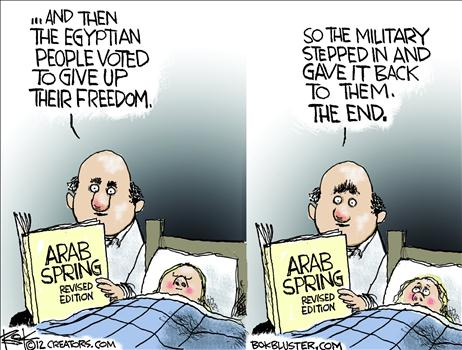 ... AND THEN
THE EGYPTIAN
PEOPLE VOTED
TO GIVE UP
THEIR FREEDOM.
ARAB
SPRING
REVISED
EDITION
BOK
©12 CREATORS.COM
SO THE MILITARY
STEPPED IN AND
GAVE IT BACK
TO THEM.
THE END.
ARAB
SPRING
REVISED
EDITION
BOKBLUSTER.COM